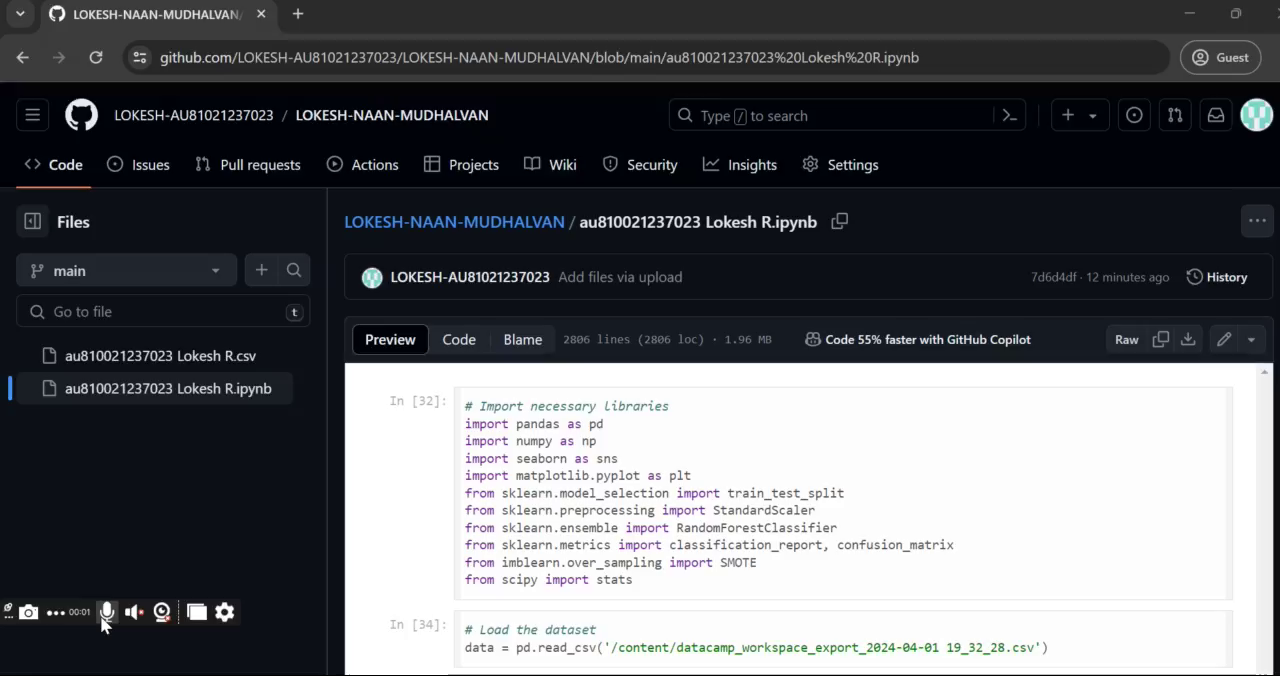 LOKESH-NAAN-MUDHALVAN/
github.com/LOKESH-AU81021237023/LOKESH-NAAN-MUDHALVAN/blob/main/au810021237023%20Lokesh%20R.ipynb
Guest
LOKESH-AU81021237023 / LOKESH-NAAN-MUDHALVAN
Type / to search
Code Issues Pull requests Actions Projects Wiki Security Insights Settings
Files
LOKESH-NAAN-MUDHALVAN / au810021237023 Lokesh R.ipynb
main
LOKESH-AU81021237023 Add files via upload 7d6d4df · 12 minutes ago History
Go to file t
Preview Code Blame 2806 lines (2806 loc) · 1.96 MB Code 55% faster with GitHub Copilot Raw
au810021237023 Lokesh R.csv
au810021237023 Lokesh R.ipynb
In [32]:
# Import necessary libraries
import pandas as pd
import numpy as np
import seaborn as sns
import matplotlib.pyplot as plt
from sklearn.model_selection import train_test_split
from sklearn.preprocessing import StandardScaler
from sklearn.ensemble import RandomForestClassifier
from sklearn.metrics import classification_report, confusion_matrix
from imblearn.over_sampling import SMOTE
from scipy import stats
00:01
In [34]:
# Load the dataset
data = pd.read_csv('/content/datacamp_workspace_export_2024-04-01 19_32_28.csv')